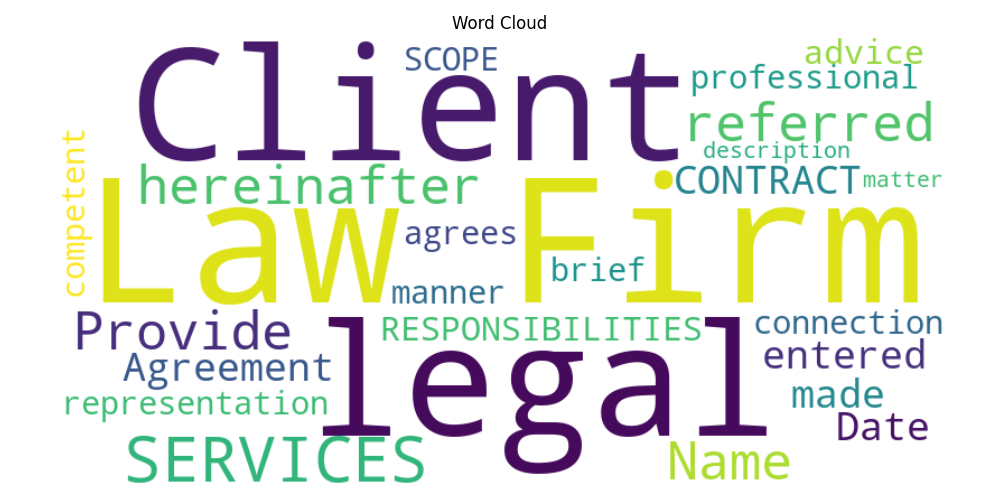 Word Cloud
Client
SCOPE
advice
professional
referred
description
competent
hereinafter
CONTRACT
matter
Law Firm
agrees
brief
manner
Provide
RESPONSIBILITIES
connection
legal
Agreement
entered
representation
made
Date
SERVICES
Name